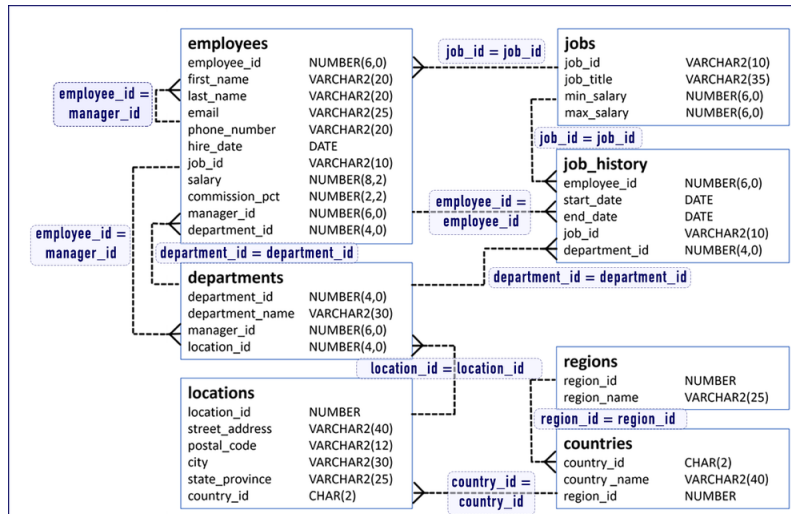 employees
employee_id NUMBER(6,0)
first_name VARCHAR2(20)
last_name VARCHAR2(20)
email VARCHAR2(25)
phone_number VARCHAR2(20)
hire_date DATE
job_id VARCHAR2(10)
salary NUMBER(8,2)
commission_pct NUMBER(2,2)
manager_id NUMBER(6,0)
department_id NUMBER(4,0)
employee_id =
manager_id
job_id = job_id
jobs
job_id VARCHAR2(10)
job_title VARCHAR2(35)
min_salary NUMBER(6,0)
max_salary NUMBER(6,0)
job_id = job_id
job_history
employee_id NUMBER(6,0)
start_date DATE
end_date DATE
job_id VARCHAR2(10)
department_id NUMBER(4,0)
employee_id =
employee_id
employee_id =
manager_id
department_id = department_id
departments
department_id NUMBER(4,0)
department_name VARCHAR2(30)
manager_id NUMBER(6,0)
location_id NUMBER(4,0)
department_id = department_id
location_id = location_id
locations
location_id NUMBER
street_address VARCHAR2(40)
postal_code VARCHAR2(12)
city VARCHAR2(30)
state_province VARCHAR2(25)
country_id CHAR(2)
regions
region_id NUMBER
region_name VARCHAR2(25)
region_id = region_id
countries
country_id CHAR(2)
country _name VARCHAR2(40)
region_id NUMBER
country_id =
country_id